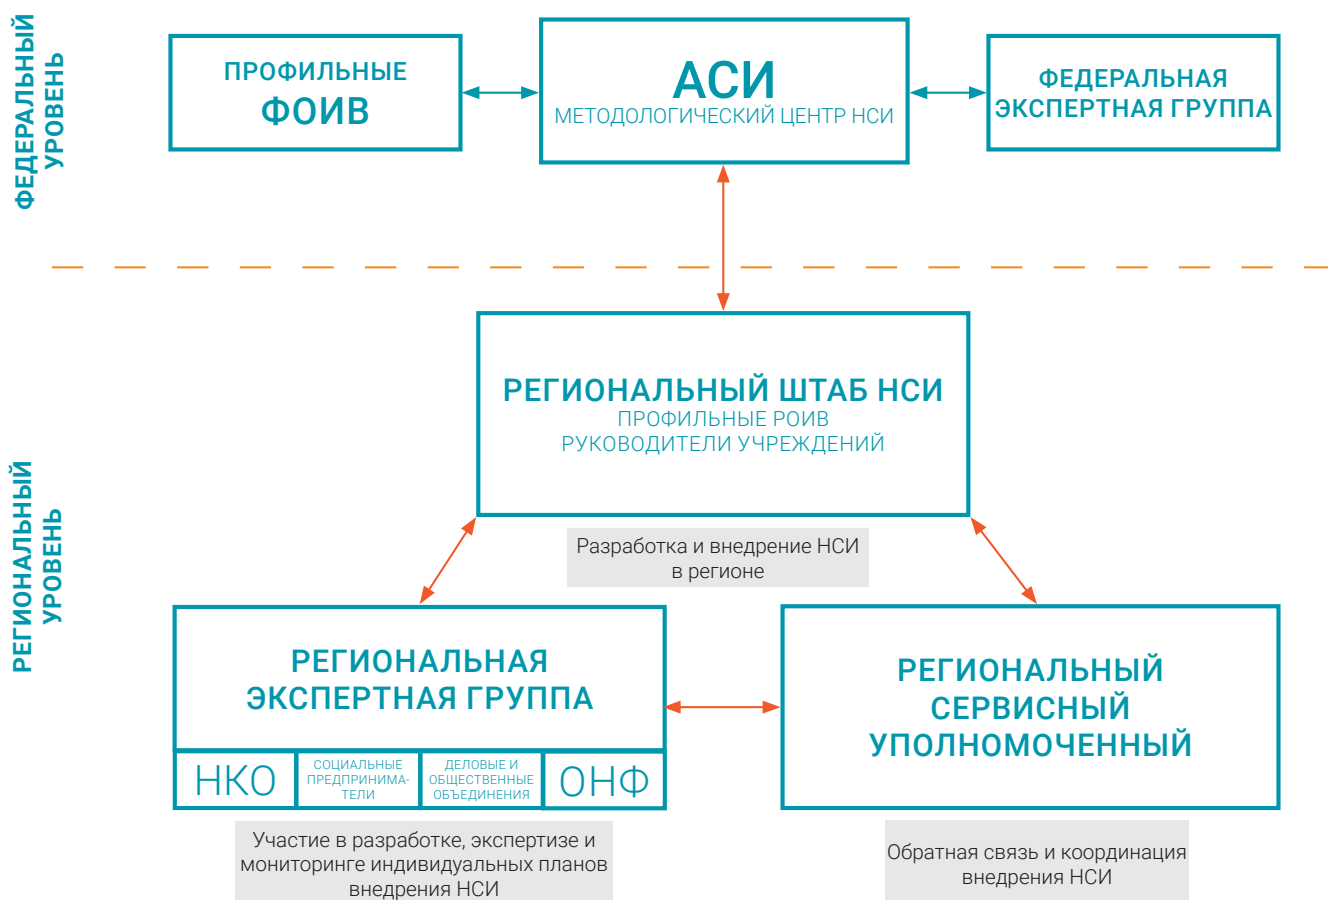 ФЕДЕРАЛЬНЫЙ
УРОВЕНЬ
ПРОФИЛЬНЫЕ
ФОИВ
АСИ
МЕТОДОЛОГИЧЕСКИЙ ЦЕНТР НСИ
ФЕДЕРАЛЬНАЯ
ЭКСПЕРТНАЯ ГРУППА
РЕГИОНАЛЬНЫЙ
УРОВЕНЬ
РЕГИОНАЛЬНЫЙ ШТАБ НСИ
ПРОФИЛЬНЫЕ РОИВ
РУКОВОДИТЕЛИ УЧРЕЖДЕНИЙ
Разработка и внедрение НСИ
в регионе
РЕГИОНАЛЬНАЯ
ЭКСПЕРТНАЯ ГРУППА
НКО
СОЦИАЛЬНЫЕ
ПРЕДПРИНИМА-
ТЕЛИ
ДЕЛОВЫЕ И
ОБЩЕСТВЕННЫЕ
ОБЪЕДИНЕНИЯ
ОНФ
Участие в разработке, экспертизе и
мониторинге индивидуальных планов
внедрения НСИ
РЕГИОНАЛЬНЫЙ
СЕРВИСНЫЙ
УПОЛНОМОЧЕННЫЙ
Обратная связь и координация
внедрения НСИ